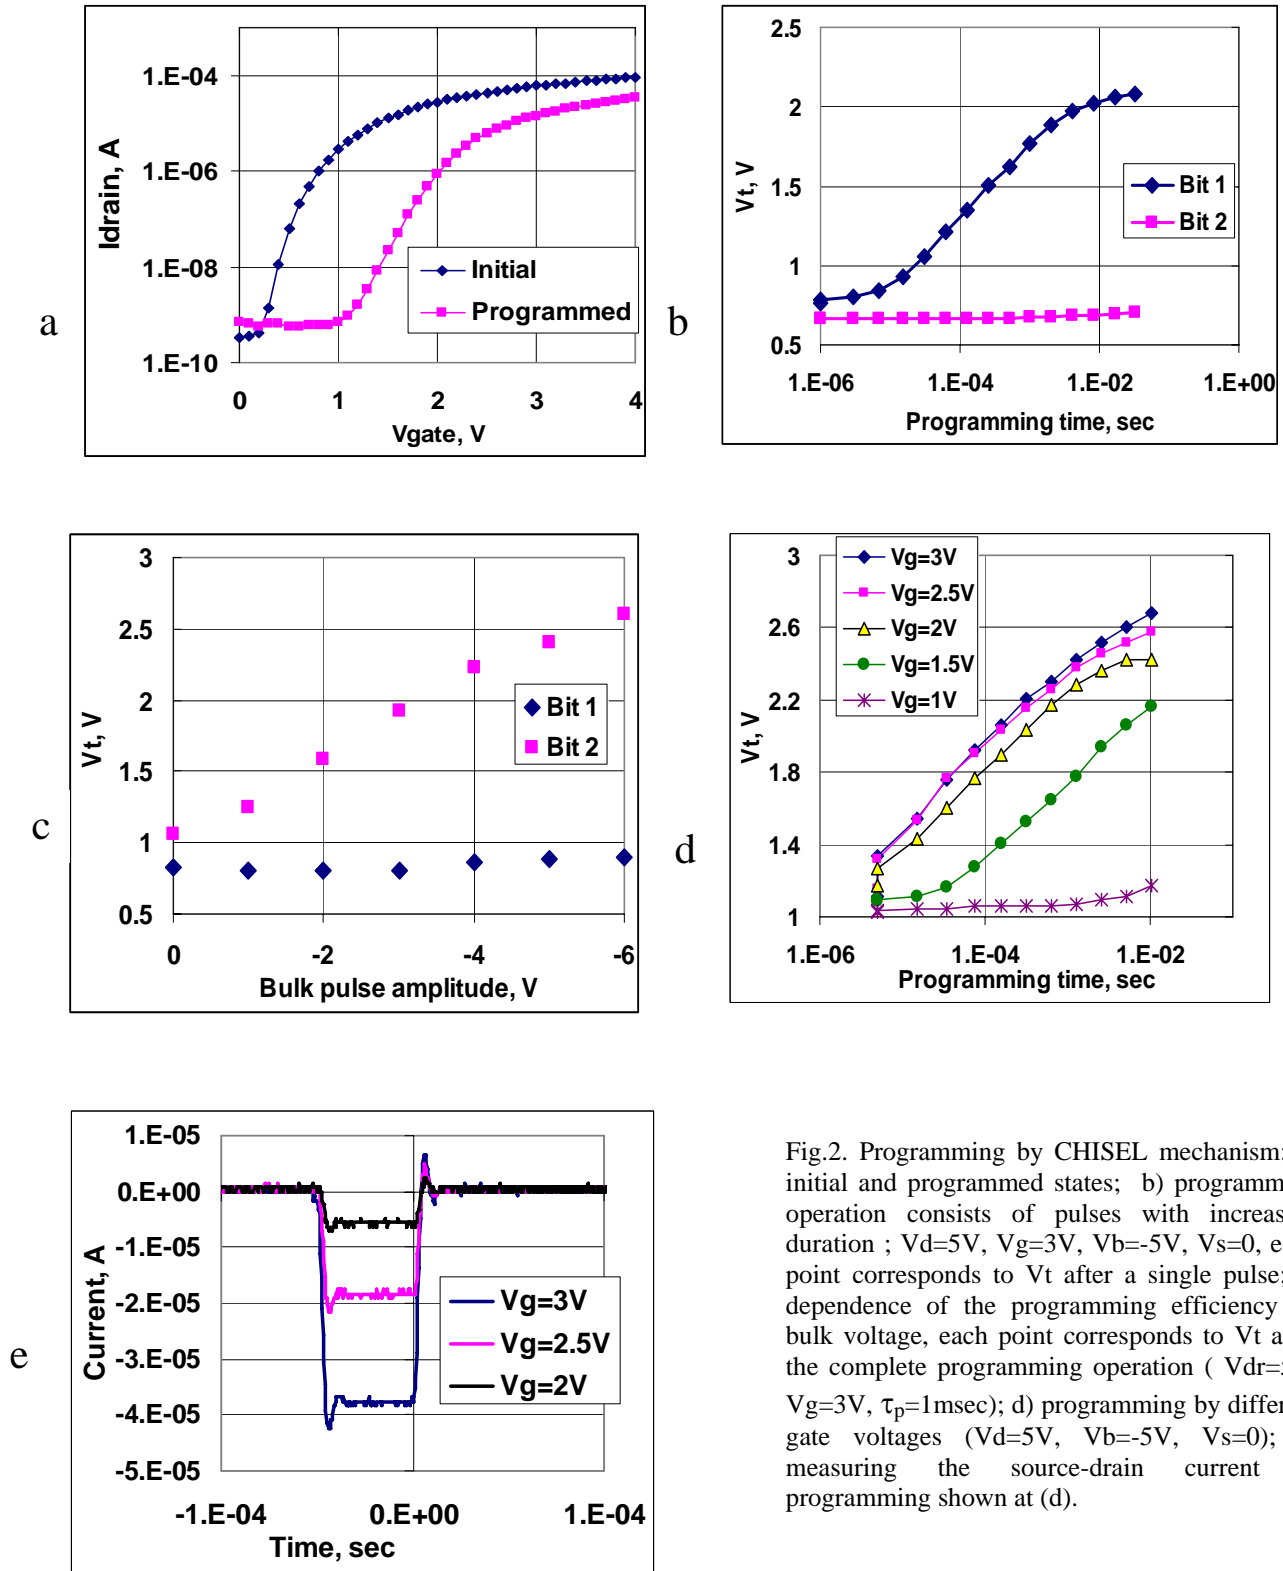 1.E-04
1.E-06
1.E-08
1.E-10
Idrain, A
0 1 2 3 4
Vgate, V
Initial
Programmed
a
2.5
2
1.5
1
0.5
Vt, V
1.E-06 1.E-04 1.E-02 1.E+00
Programming time, sec
Bit 1
Bit 2
b
3
2.5
2
1.5
1
0.5
Vt, V
0 -2 -4 -6
Bulk pulse amplitude, V
Bit 1
Bit 2
c
3
2.6
2.2
1.8
1.4
1
Vt, V
1.E-06 1.E-04 1.E-02
Programming time, sec
Vg=3V
Vg=2.5V
Vg=2V
Vg=1.5V
Vg=1V
d
1.E-05
0.E+00
-1.E-05
-2.E-05
-3.E-05
-4.E-05
-5.E-05
Current, A
-1.E-04 0.E+00 1.E-04
Time, sec
Vg=3V
Vg=2.5V
Vg=2V
e
Fig.2. Programming by CHISEL mechanism:
initial and programmed states; b) programm
operation consists of pulses with increas
duration ; Vd=5V, Vg=3V, Vb=-5V, Vs=0, e
point corresponds to Vt after a single pulse;
dependence of the programming efficiency
bulk voltage, each point corresponds to Vt a
the complete programming operation ( Vdr=
Vg=3V, τp=1msec); d) programming by differ
gate voltages (Vd=5V, Vb=-5V, Vs=0);
measuring the source-drain current
programming shown at (d).